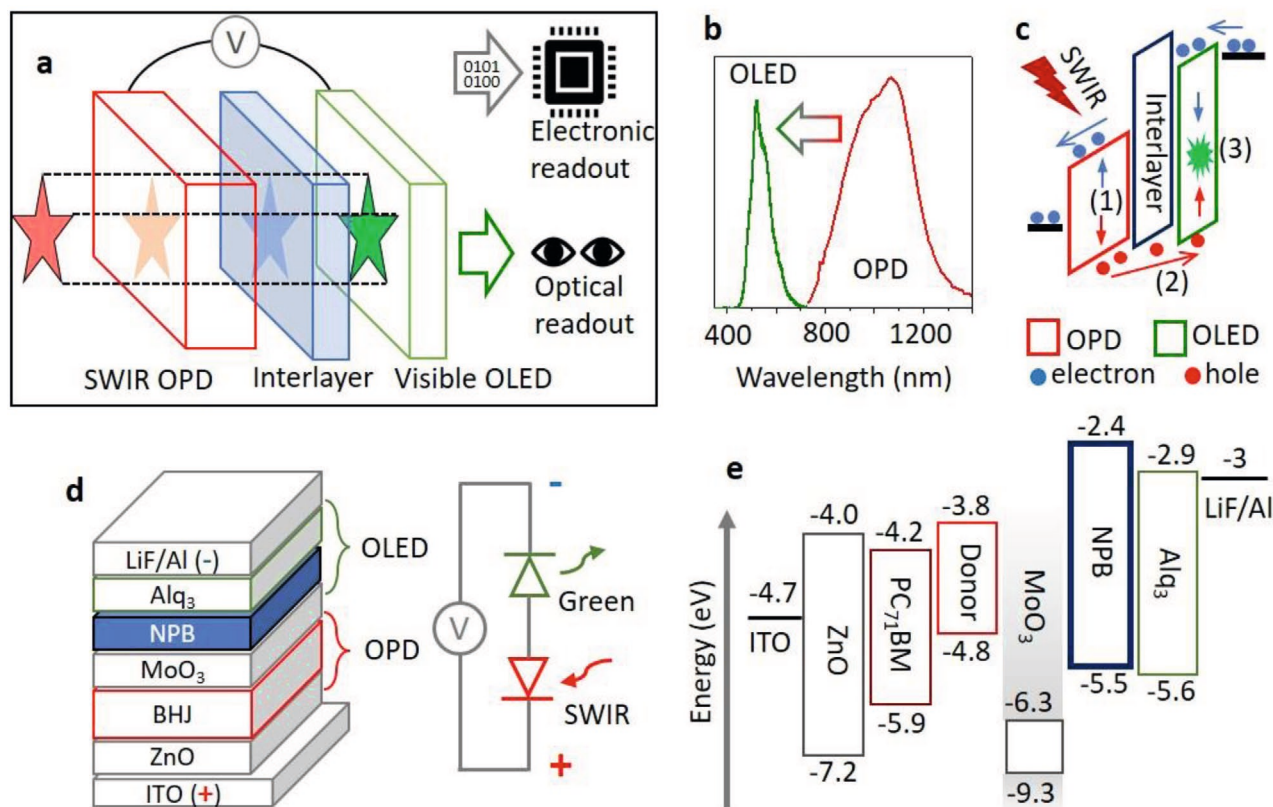 a
V
0101
0100
Electronic
readout
Optical
readout
SWIR OPD
Interlayer
Visible OLED
b
OLED
OPD
400
800
1200
Wavelength (nm)
c
SWIR
Interlayer
(1)
(2)
(3)
OPD
OLED
electron
hole
d
LiF/Al (-)
Alq₃
NPB
MoO₃
BHJ
ZnO
ITO (+)
OLED
OPD
V
-
Green
SWIR
+
e
Energy (eV)
-4.7
ITO
-4.0
ZnO
-7.2
-4.2
PC₇₁BM
-5.9
-3.8
Donor
-4.8
MoO₃
-6.3
-9.3
-2.4
NPB
-5.5
-2.9
Alq₃
-5.6
-3
LiF/Al